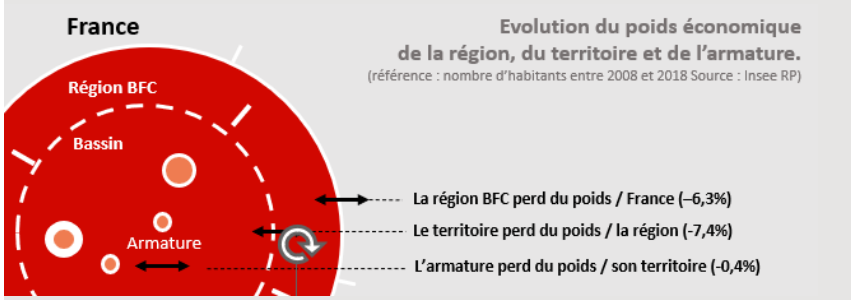 France
Evolution du poids économique
de la région, du territoire et de l'armature.
(référence : nombre d'habitants entre 2008 et 2018 Source : Insee RP)
Région BFC
Bassin
Armature
La région BFC perd du poids / France (–6,3%)
Le territoire perd du poids / la région (-7,4%)
L'armature perd du poids / son territoire (-0,4%)